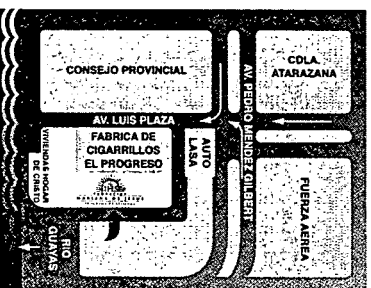 CONSEJO PROVINCIAL
CDLA.
ATARAZANA
AV. LUIS PLAZA
AV. PEDRO MENDEZ GILBERT
FABRICA DE
CIGARRILLOS
EL PROGRESO
VIVIENDAS HOGAR
DE CRISTO
AUTO
LASA
FUERZA AEREA
RIO
GUAYAS